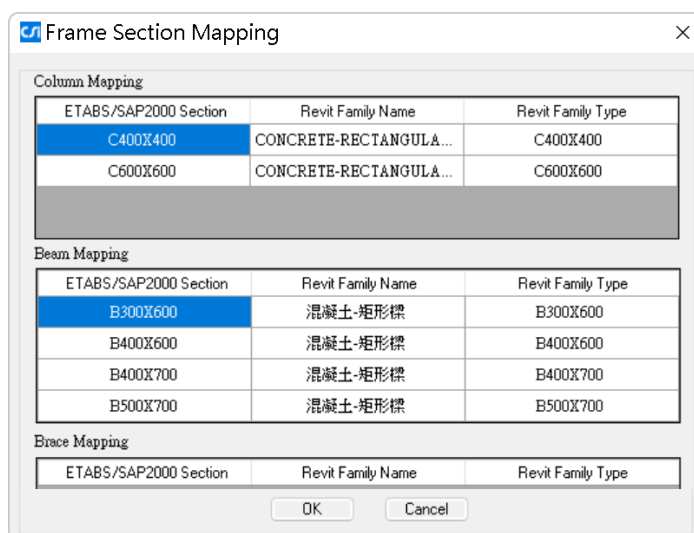 CSI Frame Section Mapping
Column Mapping
ETABS/SAP2000 Section Revit Family Name Revit Family Type
C400X400 CONCRETE-RECTANGULA... C400X400
C600X600 CONCRETE-RECTANGULA... C600X600
Beam Mapping
ETABS/SAP2000 Section Revit Family Name Revit Family Type
B300X600 混凝土-矩形樑 B300X600
B400X600 混凝土-矩形樑 B400X600
B400X700 混凝土-矩形樑 B400X700
B500X700 混凝土-矩形樑 B500X700
Brace Mapping
ETABS/SAP2000 Section Revit Family Name Revit Family Type
OK Cancel